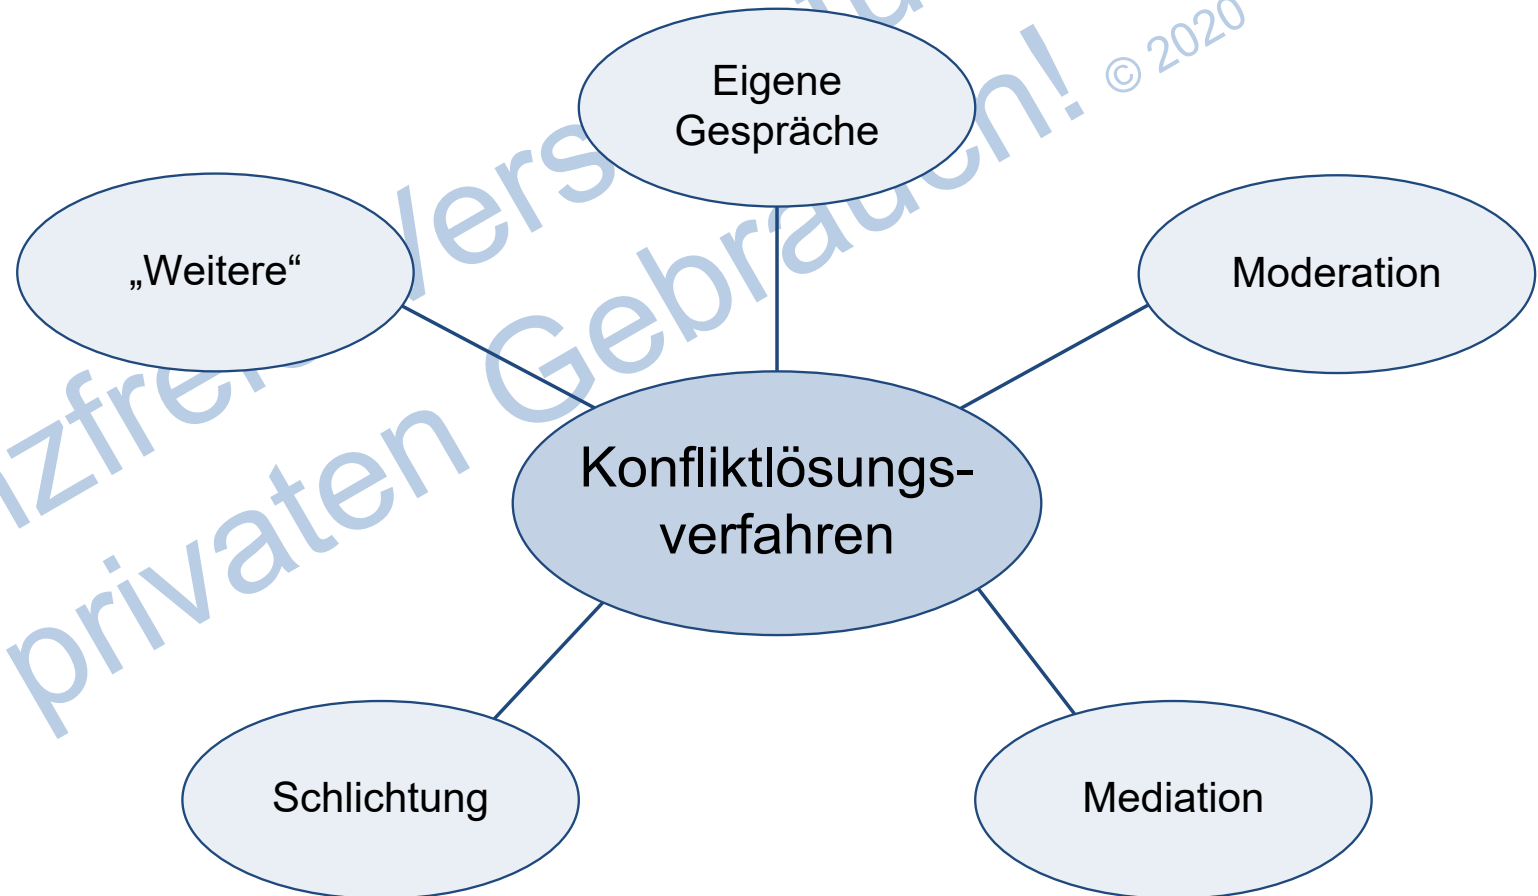 © 2020
Eigene
Gespräche
„Weitere“
Moderation
Konfliktlösungs-
verfahren
Schlichtung
Mediation
privaten Gebrauch!